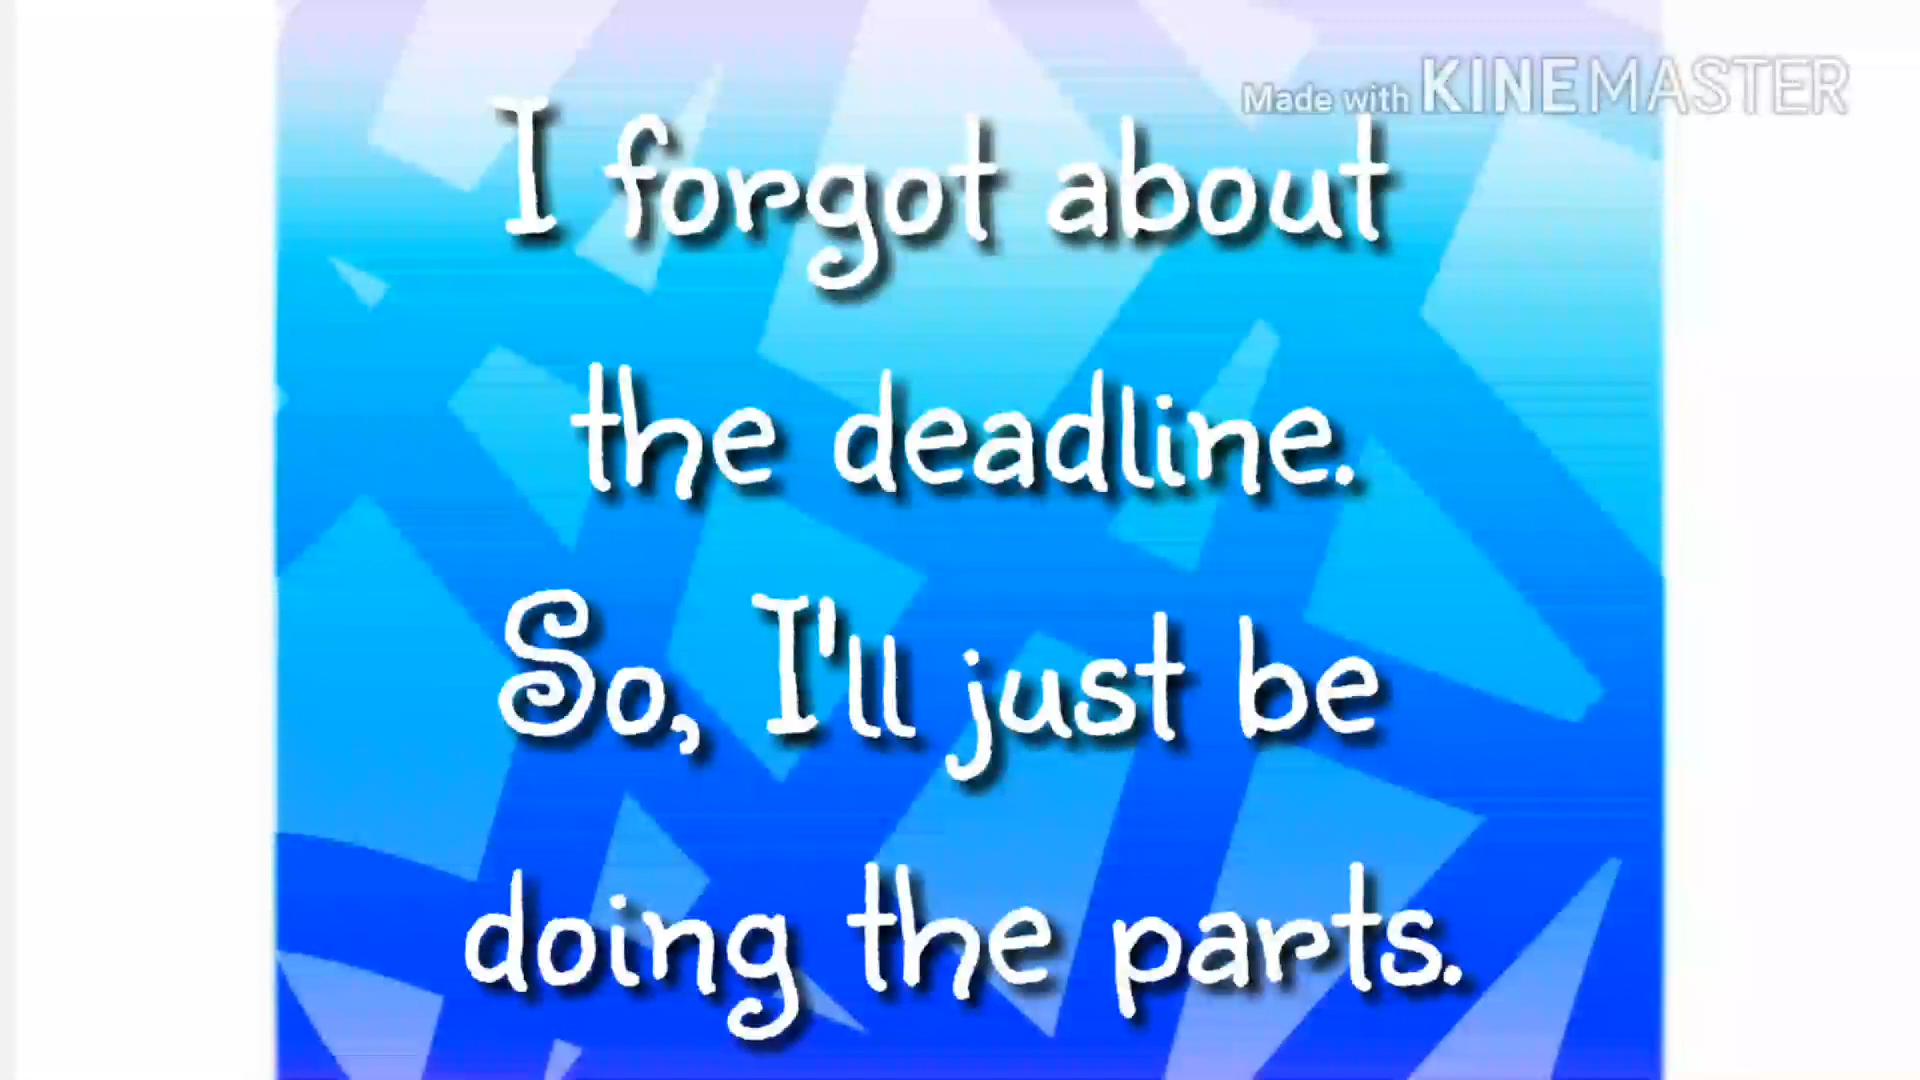 Made with KINEMASTER
I forgot about
the deadline.
So, I'll just be
doing the parts.